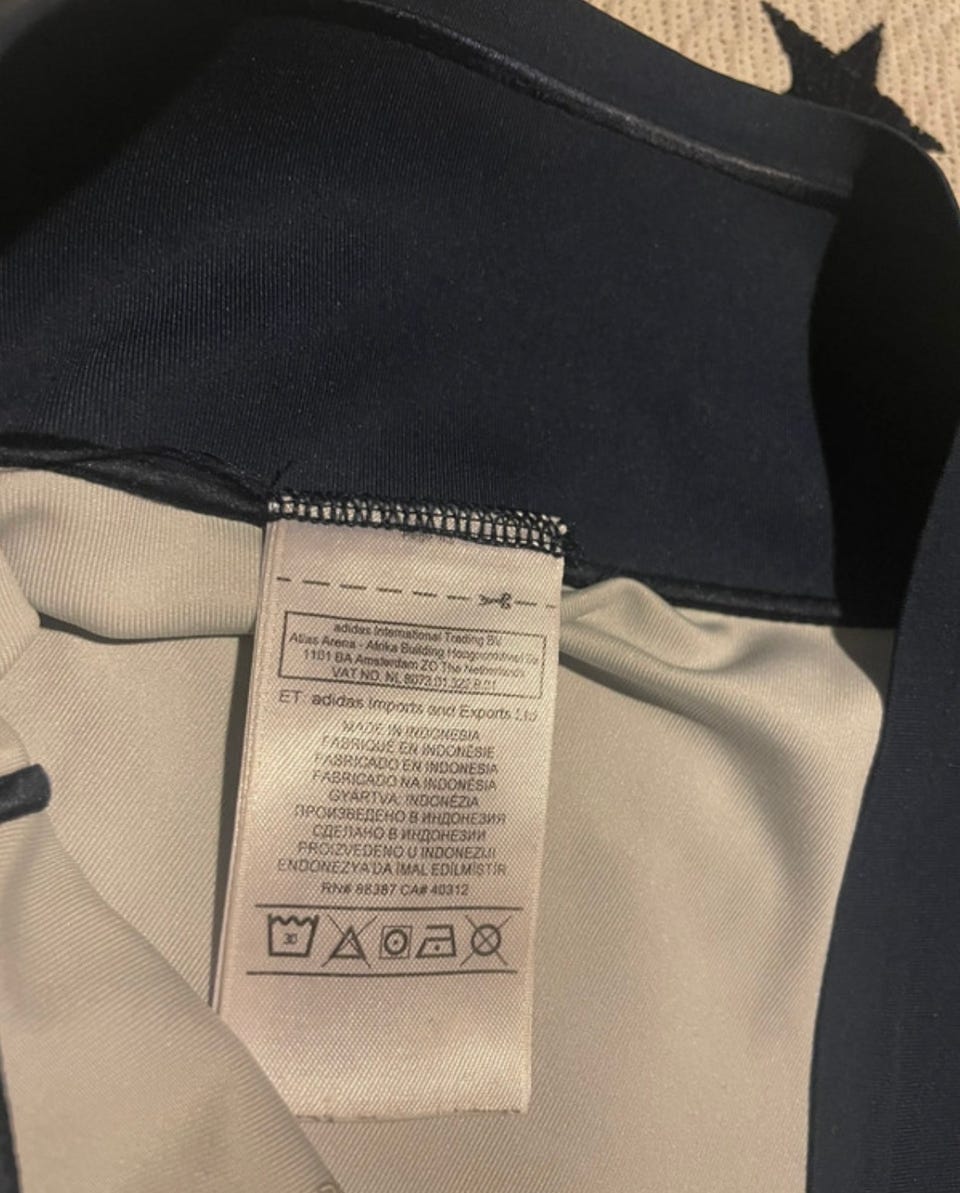 adidas International Trading BV
Atlas Arena - Afrika Building Hoogoorddreef 9a
1101 BA Amsterdam ZO The Netherlands
VAT NO. NL 8073.01.322.B.01
ET: adidas Imports and Exports Ltd
MADE IN INDONESIA
FABRIQUE EN INDONÉSIE
FABRICADO EN INDONESIA
FABRICADO NA INDONÉSIA
GYÁRTVA: INDONÉZIA
ПРОИЗВЕДЕНО В ИНДОНЕЗИЯ
СДЕЛАНО В ИНДОНЕЗИИ
PROIZVEDENO U INDONEZIJI
ENDONEZYA'DA İMAL EDİLMİŞTİR
RN# 88387 CA# 40312
30